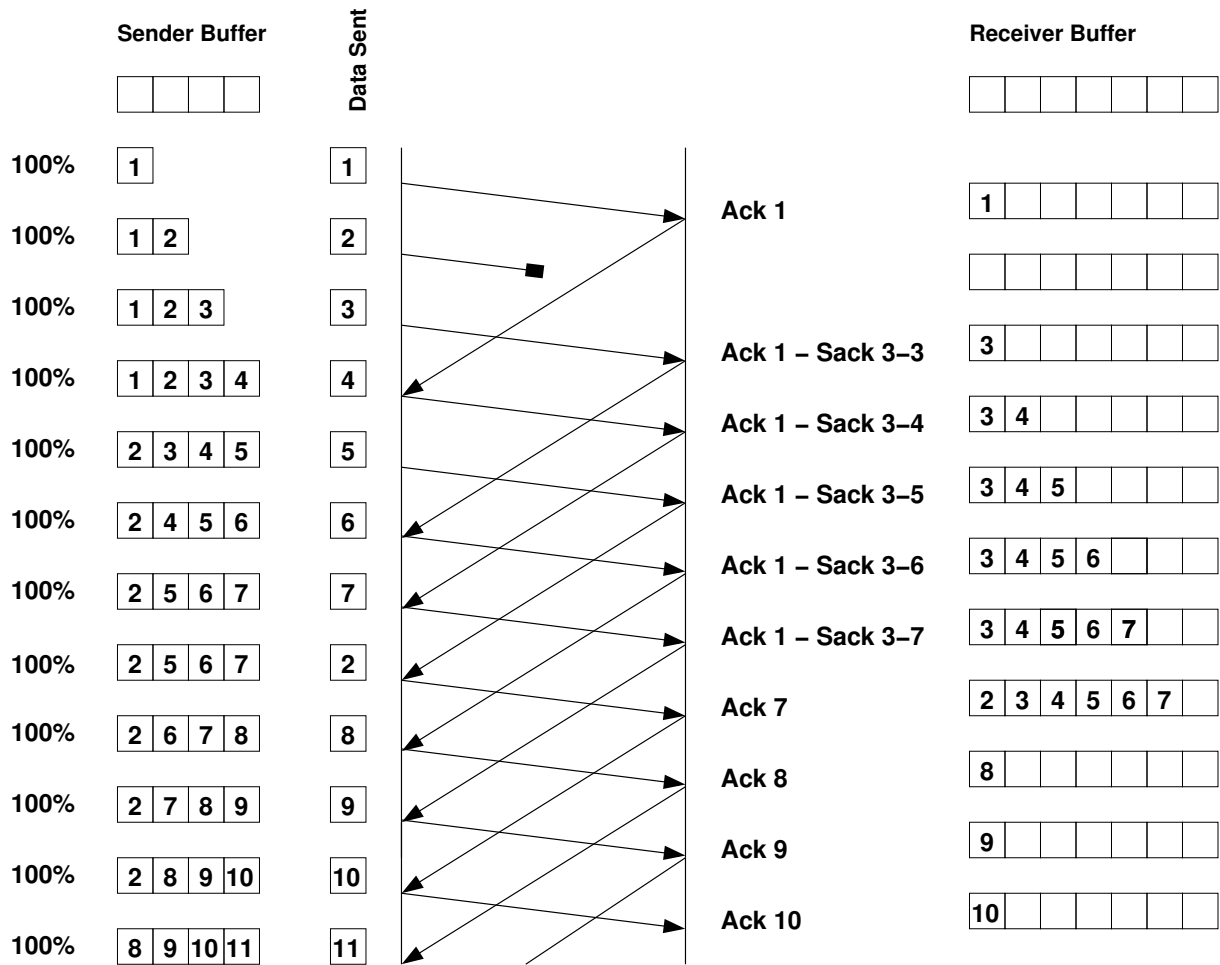 Sender Buffer
Data Sent
Receiver Buffer
100% 1 1
Ack 1 1
100% 1 2 2
100% 1 2 3 3
Ack 1 – Sack 3–3 3
100% 1 2 3 4 4
Ack 1 – Sack 3–4 3 4
100% 2 3 4 5 5
Ack 1 – Sack 3–5 3 4 5
100% 2 4 5 6 6
Ack 1 – Sack 3–6 3 4 5 6
100% 2 5 6 7 7
Ack 1 – Sack 3–7 3 4 5 6 7
100% 2 5 6 7 2
Ack 7 2 3 4 5 6 7
100% 2 6 7 8 8
Ack 8 8
100% 2 7 8 9 9
Ack 9 9
100% 2 8 9 10 10
Ack 10 10
100% 8 9 10 11 11